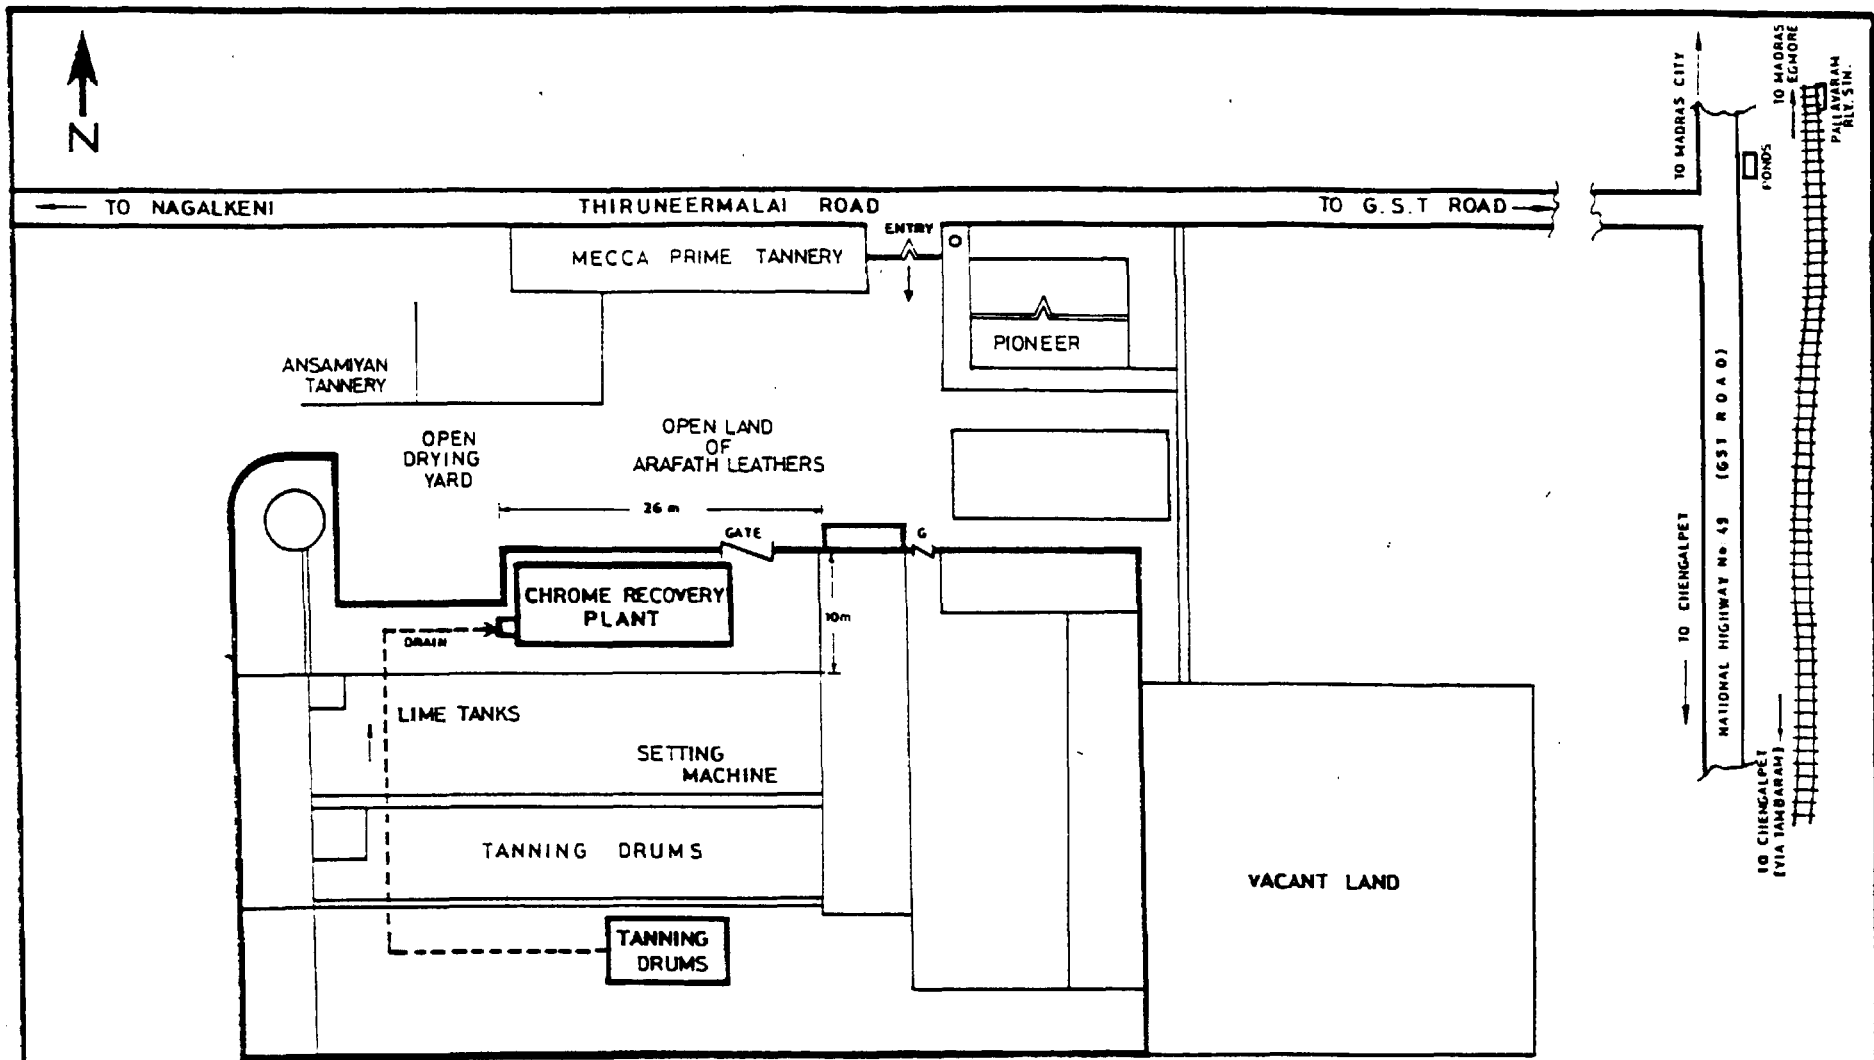 N
TO NAGALKENI
THIRUNEERMALAI ROAD
TO G.S.T ROAD
TO MADRAS CITY
TO MADRAS
EGMORE
PALLAVARAM
RLY. STN.
PONDS
MECCA PRIME TANNERY
ENTRY
PIONEER
ANSAMIYAN
TANNERY
OPEN
DRYING
YARD
OPEN LAND
OF
ARAFATH LEATHERS
26 m
GATE
G
CHROME RECOVERY
PLANT
10m
DRAIN
LIME TANKS
SETTING
MACHINE
TANNING DRUMS
TANNING
DRUMS
VACANT LAND
TO CHENGALPET
NATIONAL HIGHWAY No 49 (GST ROAD)
TO CHENGALPET
(VIA TAMBARAM)